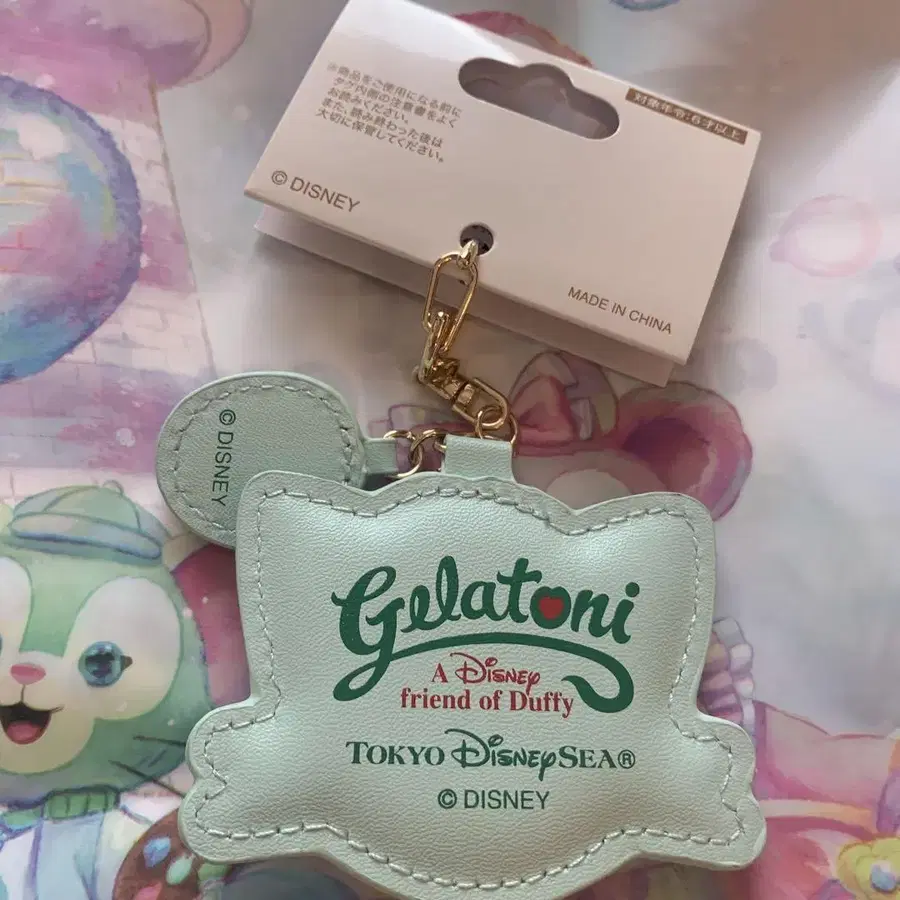 ※商品をご使用になる前に
タグ内側の注意書をよく
お読みください。
また、読み終わった後は
大切に保管してください。
対象年令:6才以上
© DISNEY
MADE IN CHINA
© DISNEY
Gelatoni
A Disney
friend of Duffy
TOKYO DISNEYSEA®
© DISNEY